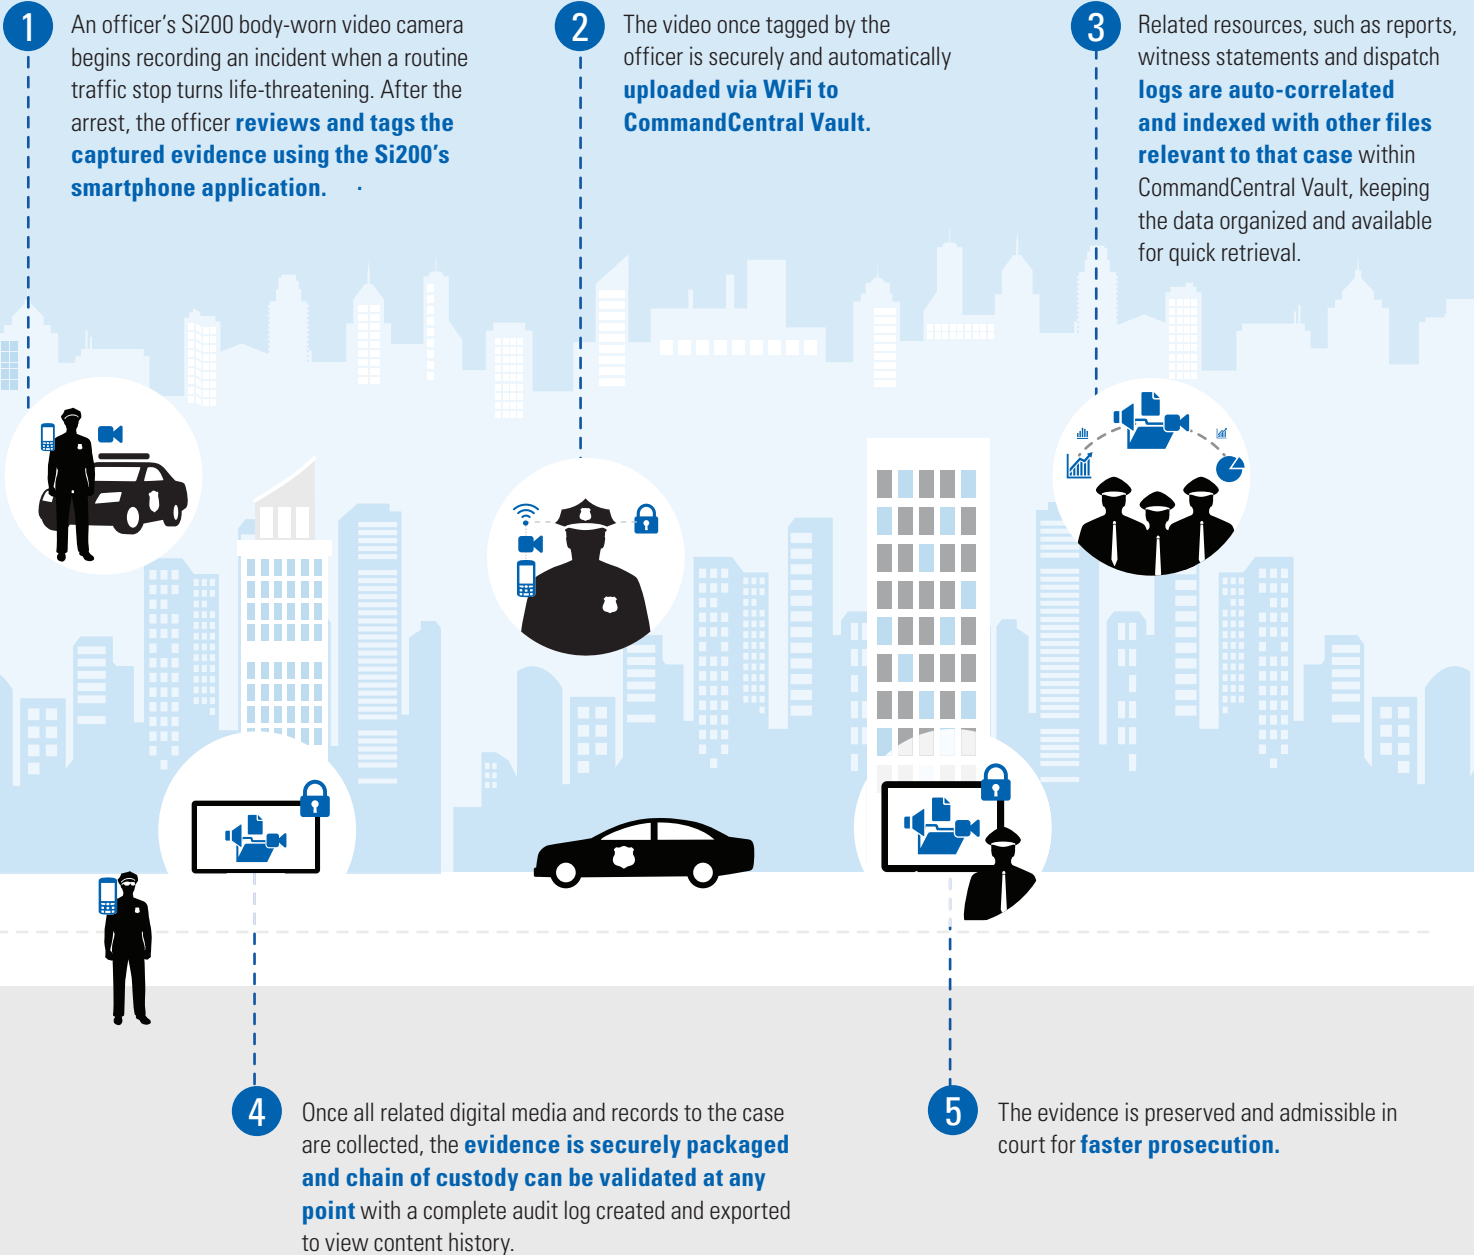 1
An officer’s Si200 body-worn video camera
begins recording an incident when a routine
traffic stop turns life-threatening. After the
arrest, the officer reviews and tags the
captured evidence using the Si200’s
smartphone application. .
2
The video once tagged by the
officer is securely and automatically
uploaded via WiFi to
CommandCentral Vault.
3
Related resources, such as reports,
witness statements and dispatch
logs are auto-correlated
and indexed with other files
relevant to that case within
CommandCentral Vault, keeping
the data organized and available
for quick retrieval.
4
Once all related digital media and records to the case
are collected, the evidence is securely packaged
and chain of custody can be validated at any
point with a complete audit log created and exported
to view content history.
5
The evidence is preserved and admissible in
court for faster prosecution.